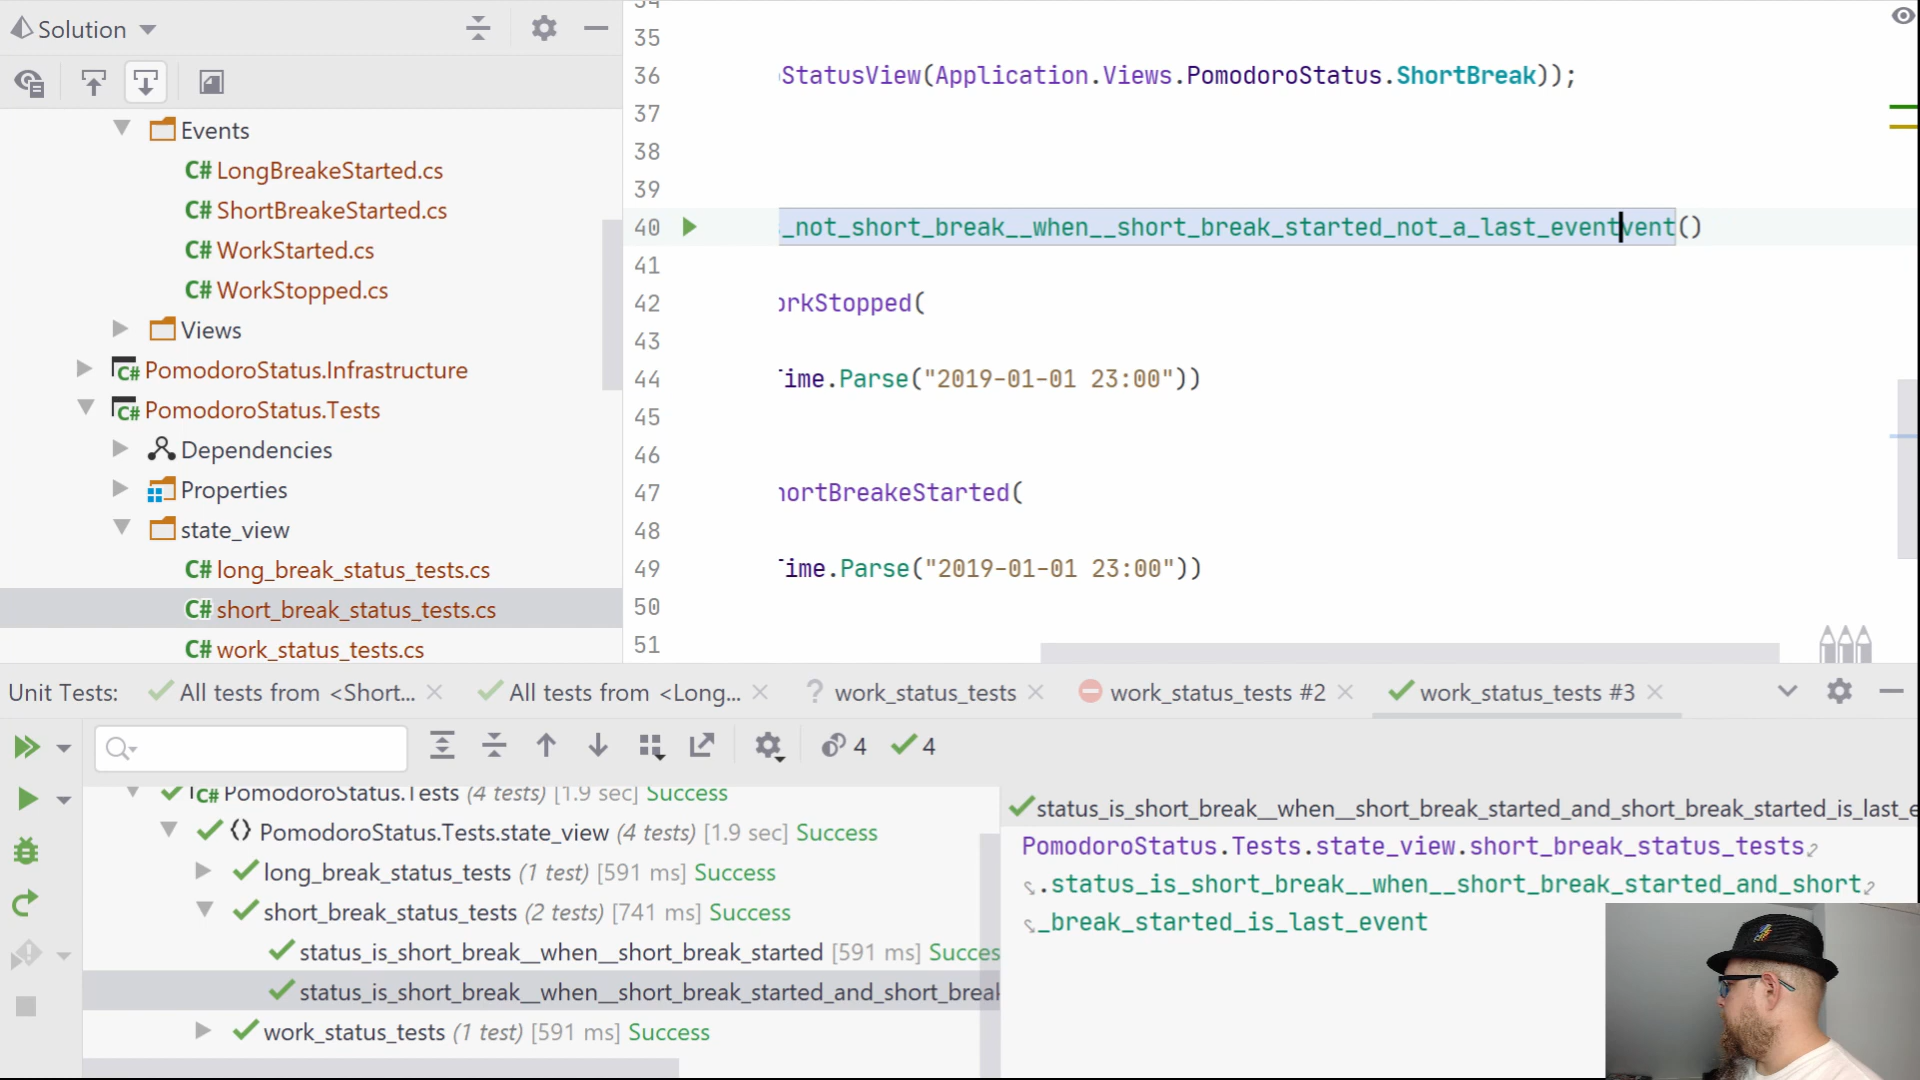 Solution
Events
C# LongBreakeStarted.cs
C# ShortBreakeStarted.cs
C# WorkStarted.cs
C# WorkStopped.cs
Views
C# PomodoroStatus.Infrastructure
C# PomodoroStatus.Tests
Dependencies
Properties
state_view
C# long_break_status_tests.cs
C# short_break_status_tests.cs
C# work_status_tests.cs
34
35
36 StatusView(Application.Views.PomodoroStatus.ShortBreak));
37
38
39
40 _not_short_break__when__short_break_started_not_a_last_eventvent()
41
42 orkStopped(
43
44 ime.Parse("2019-01-01 23:00"))
45
46
47 hortBreakeStarted(
48
49 ime.Parse("2019-01-01 23:00"))
50
51
Unit Tests: All tests from <Short... All tests from <Long... ? work_status_tests work_status_tests #2 work_status_tests #3
4 4
C# PomodoroStatus.Tests (4 tests) [1.9 sec] Success
PomodoroStatus.Tests.state_view (4 tests) [1.9 sec] Success
long_break_status_tests (1 test) [591 ms] Success
short_break_status_tests (2 tests) [741 ms] Success
status_is_short_break__when__short_break_started [591 ms] Succes
status_is_short_break__when__short_break_started_and_short_break
work_status_tests (1 test) [591 ms] Success
status_is_short_break__when__short_break_started_and_short_break_started_is_last_e
PomodoroStatus.Tests.state_view.short_break_status_tests
.status_is_short_break__when__short_break_started_and_short
_break_started_is_last_event